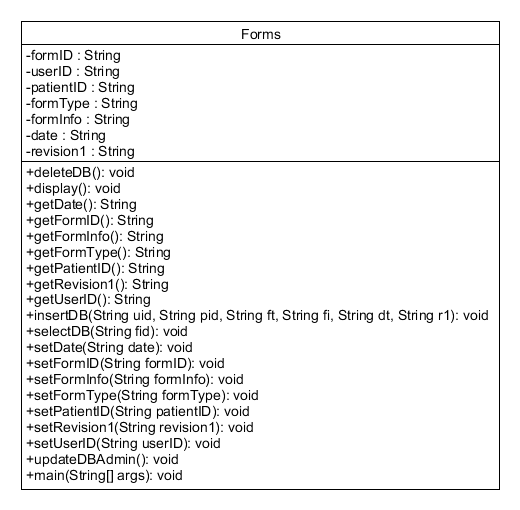 Forms
-formID : String
-userID : String
-patientID : String
-formType : String
-formInfo : String
-date : String
-revision1 : String
+deleteDB(): void
+display(): void
+getDate(): String
+getFormID(): String
+getFormInfo(): String
+getFormType(): String
+getPatientID(): String
+getRevision1(): String
+getUserID(): String
+insertDB(String uid, String pid, String ft, String fi, String dt, String r1): void
+selectDB(String fid): void
+setDate(String date): void
+setFormID(String formID): void
+setFormInfo(String formInfo): void
+setFormType(String formType): void
+setPatientID(String patientID): void
+setRevision1(String revision1): void
+setUserID(String userID): void
+updateDBAdmin(): void
+main(String[] args): void